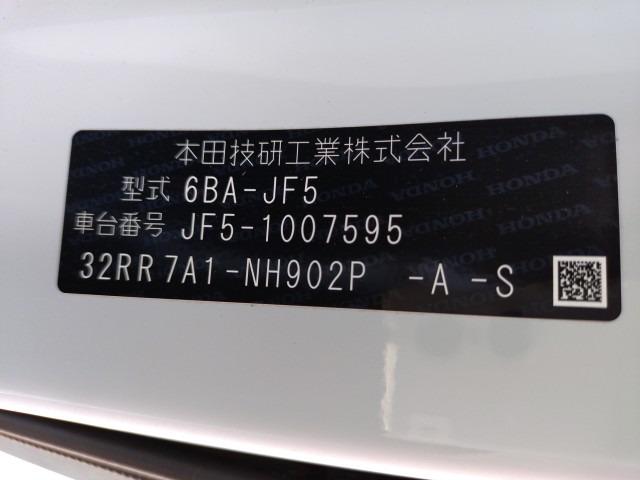 本田技研工業株式会社
型式 6BA-JF5
車台番号 JF5-1007595
32RR7A1-NH902P -A -S